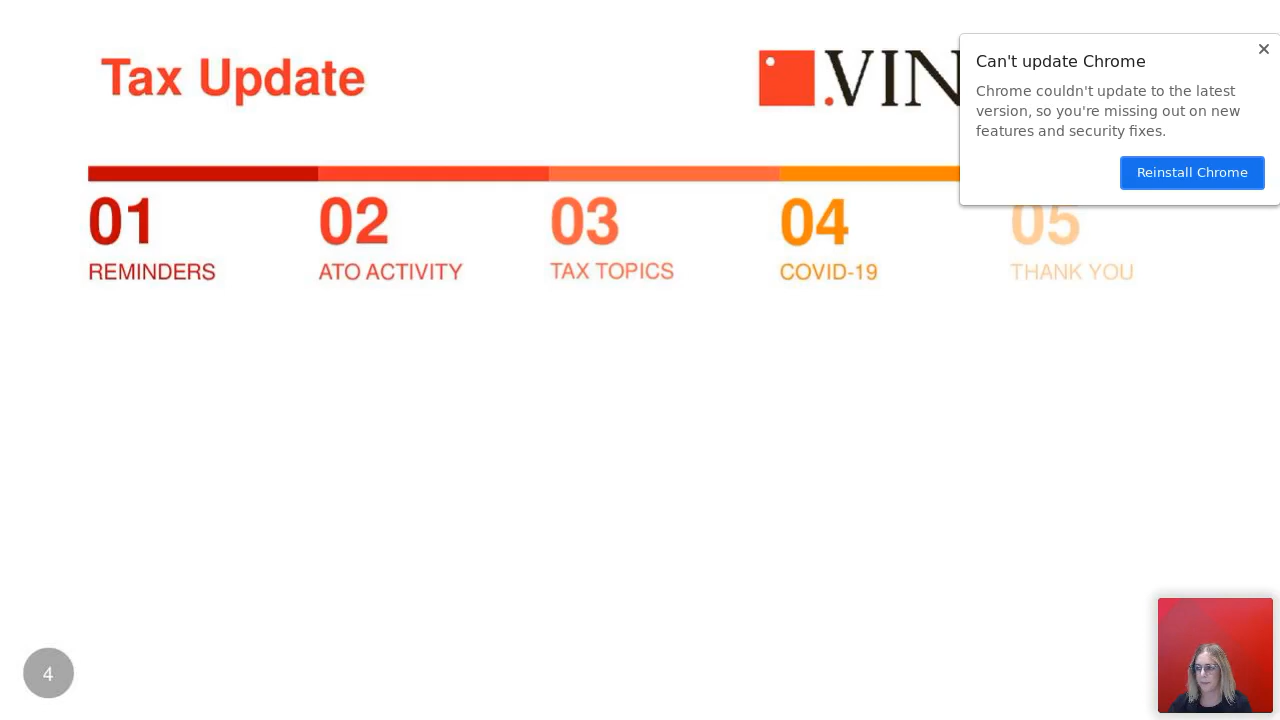 Tax Update
.VIN
Can't update Chrome
Chrome couldn't update to the latest
version, so you're missing out on new
features and security fixes.
Reinstall Chrome
01
REMINDERS
02
ATO ACTIVITY
03
TAX TOPICS
04
COVID-19
05
THANK YOU
4